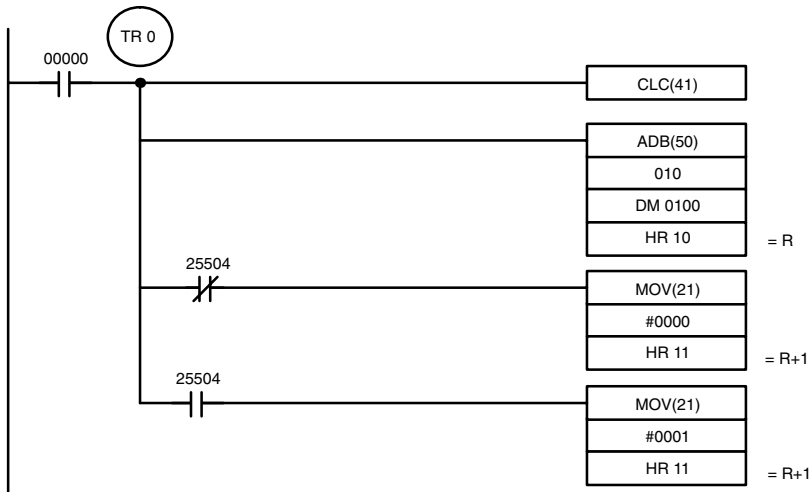 TR 0
00000
CLC(41)
ADB(50)
010
DM 0100
HR 10 = R
25504
MOV(21)
#0000
HR 11 = R+1
25504
MOV(21)
#0001
HR 11 = R+1